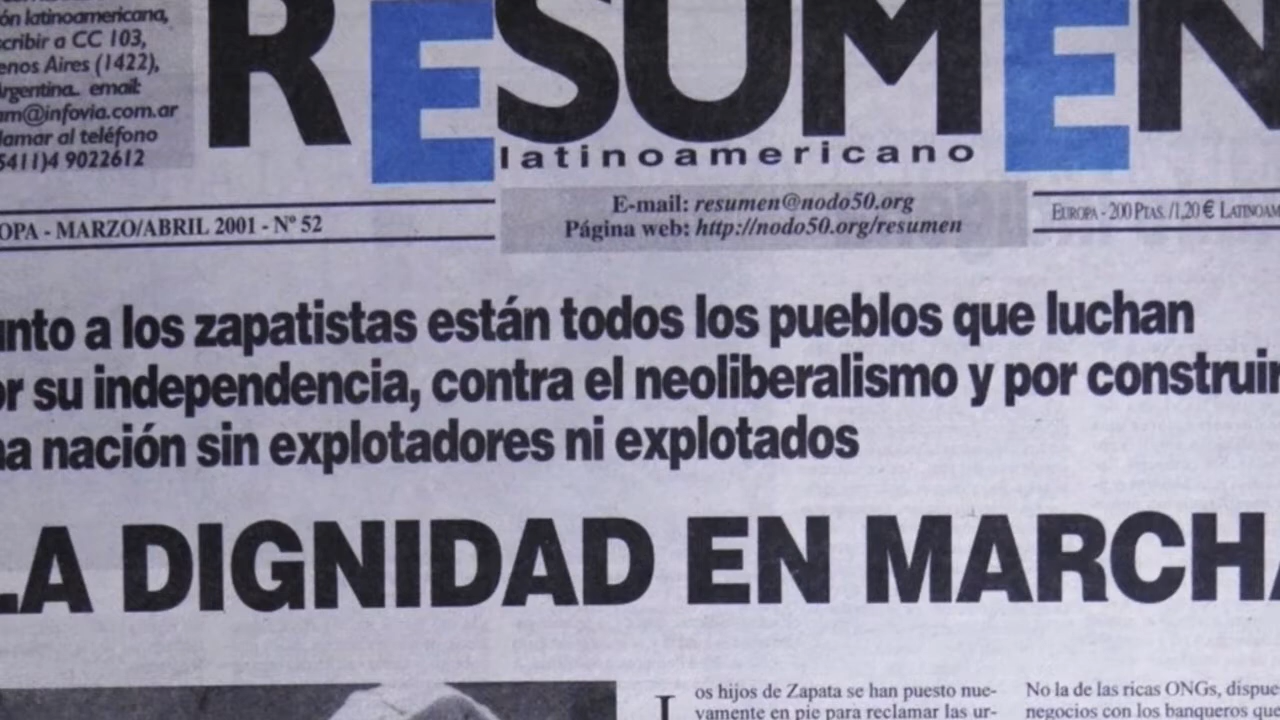 ón latinoamericana,
cribir a CC 103,
enos Aires (1422),
Argentina. email:
am@infovia.com.ar
lamar al teléfono
5411)4 9022612
RESUMEN
latinoamericano
OPA - MARZO/ABRIL 2001 - Nº 52
E-mail: resumen@nodo50.org
Página web: http://nodo50.org/resumen
EUROPA - 200 PTAS. /1,20 € LATINOAM
unto a los zapatistas están todos los pueblos que luchan
or su independencia, contra el neoliberalismo y por construir
na nación sin explotadores ni explotados
LA DIGNIDAD EN MARCHA
os hijos de Zapata se han puesto nue-
vamente en pie para reclamar las ur-
No la de las ricas ONGs, dispue
negocios con los banqueros que